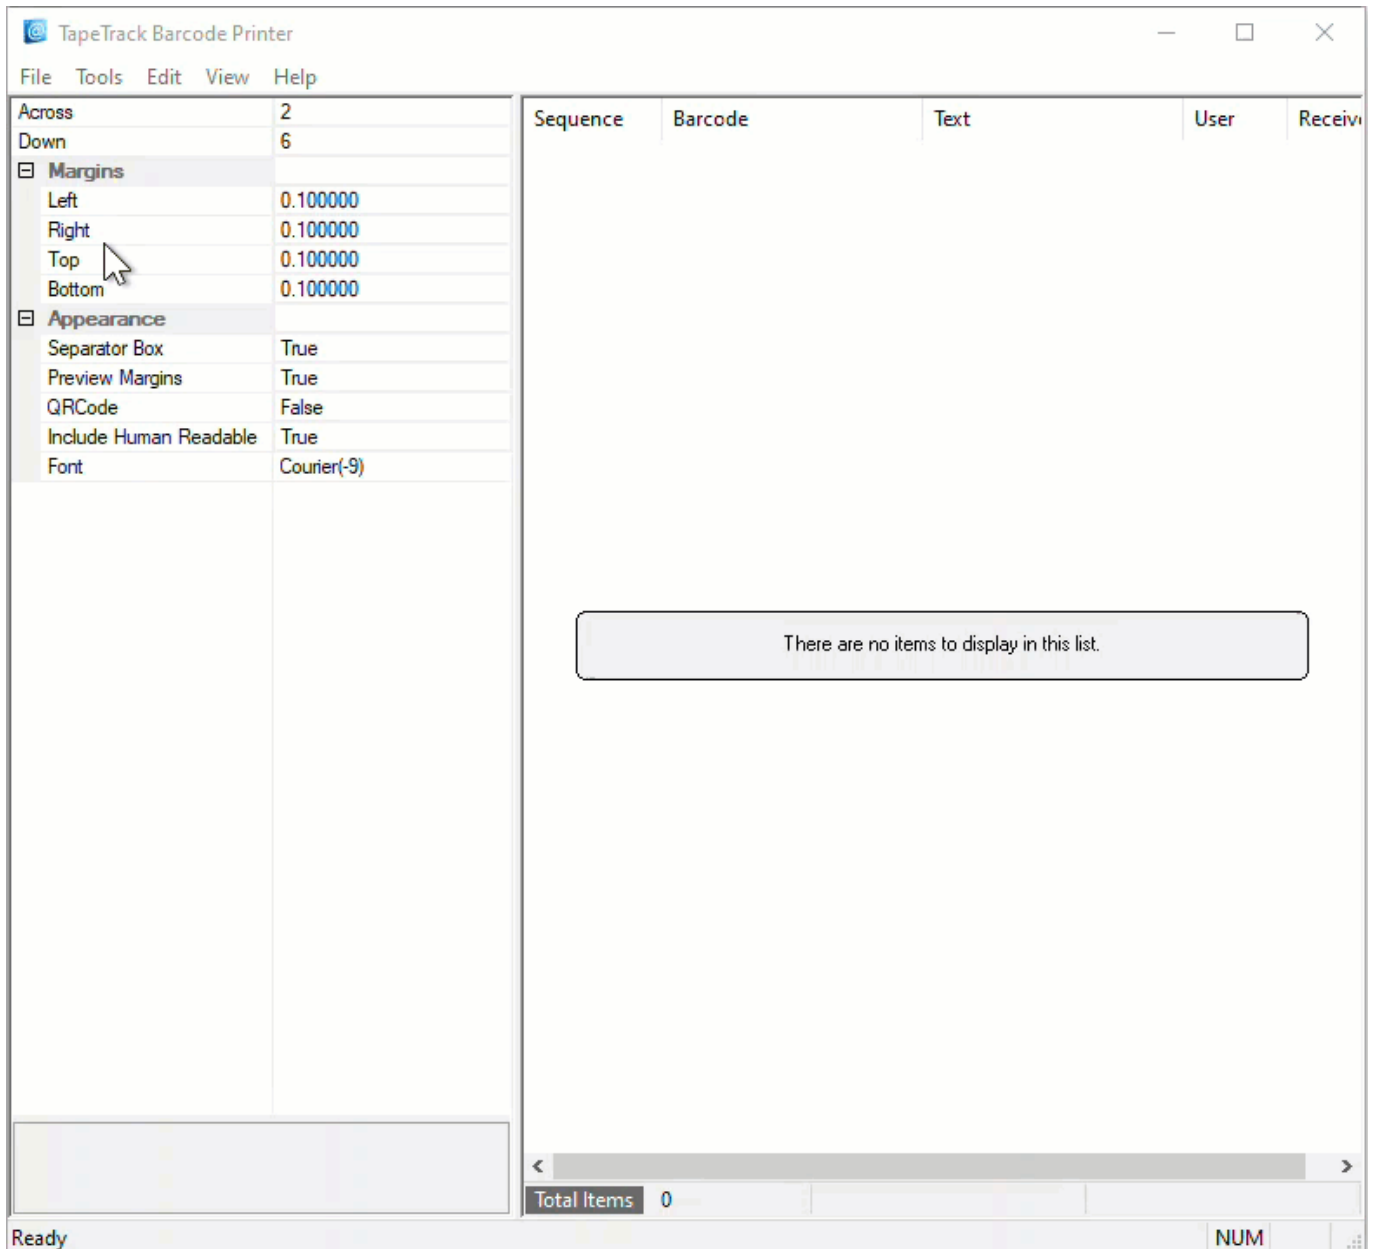 TapeTrack Barcode Printer
File Tools Edit View Help
Across 2
Down 6
Margins
Left 0.100000
Right 0.100000
Top 0.100000
Bottom 0.100000
Appearance
Separator Box True
Preview Margins True
QRCode False
Include Human Readable True
Font Courier(-9)
Sequence Barcode Text User Receiv
There are no items to display in this list.
Total Items 0
Ready NUM